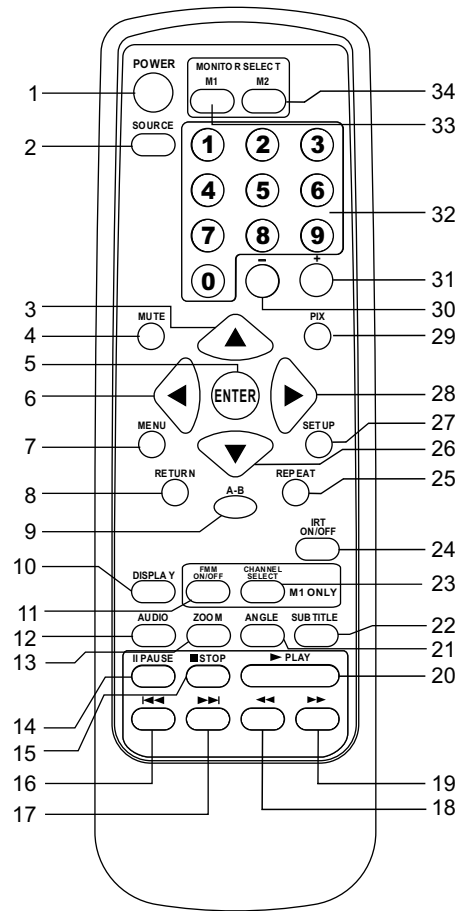 POWER
MONITOR SELECT
M1 M2
1
34
33
SOURCE
2
1 2 3
4 5 6
32
7 8 9
- +
0
31
30
3
MUTE
PIX
4
29
5
ENTER
6
28
MENU
SETUP
7
27
26
RETURN
A-B
REPEAT
8
25
9
IRT
ON/OFF
24
10
DISPLAY
FMM
ON/OFF
CHANNEL
SELECT
M1 ONLY
23
11
AUDIO ZOOM ANGLE SUBTITLE
12
22
13
21
II PAUSE ■STOP ► PLAY
14
20
15
I◄◄ ►►I ◄◄ ►►
16
19
17
18